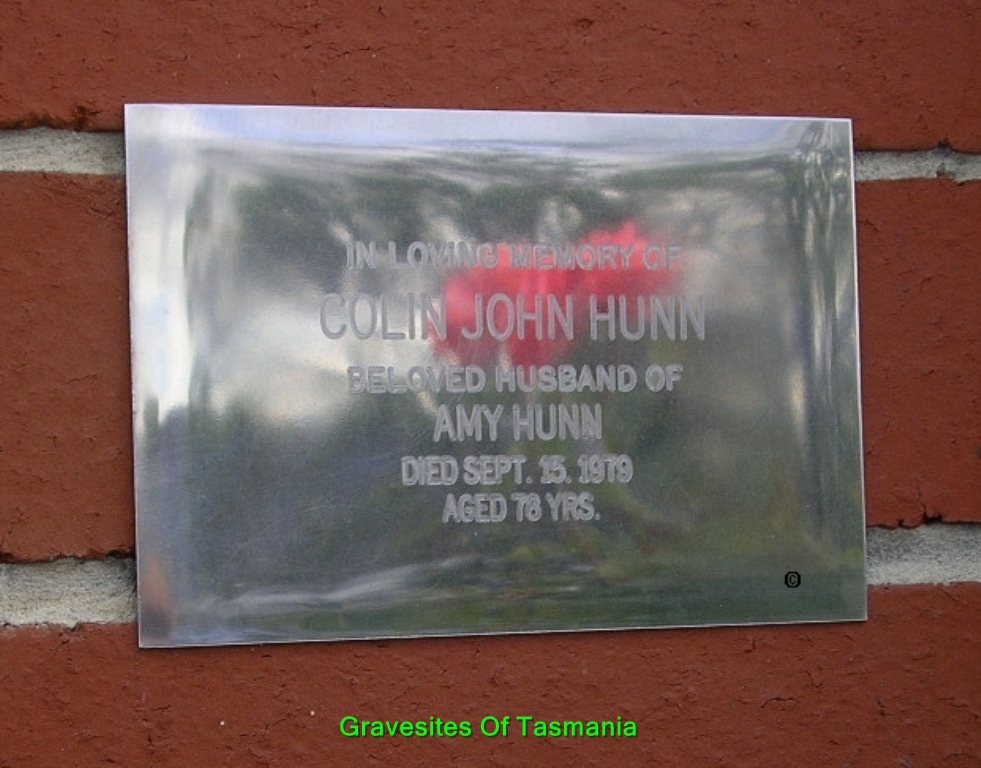 IN LOVING MEMORY OF
COLIN JOHN HUNN
BELOVED HUSBAND OF
AMY HUNN
DIED SEPT. 15. 1979
AGED 78 YRS.
©
Gravesites Of Tasmania